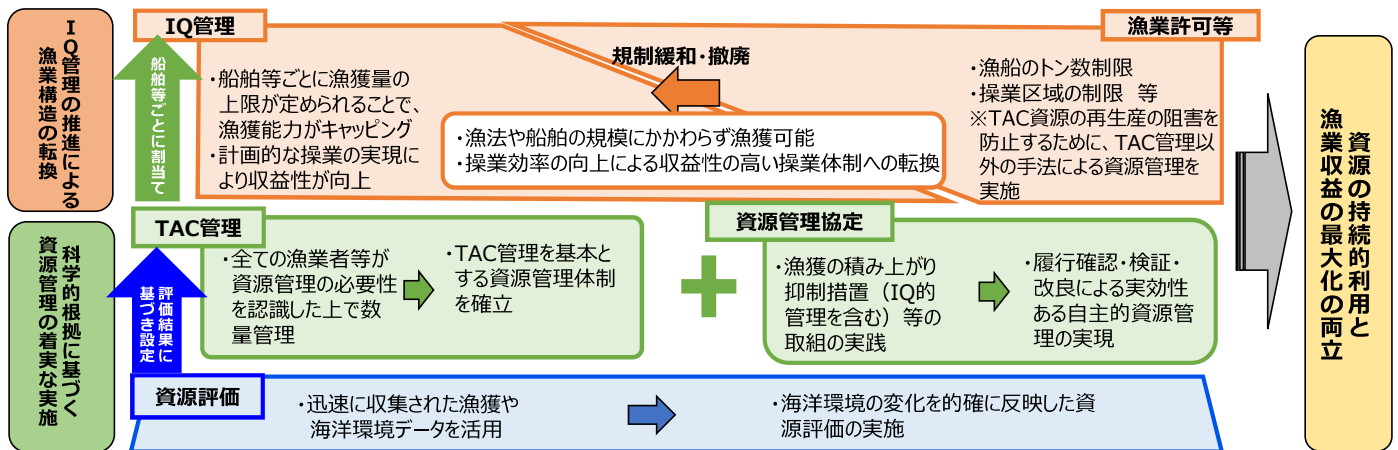 IQ管理の推進による
漁業構造の転換
IQ管理
船舶等ごとに割当て
・船舶等ごとに漁獲量の
上限が定められることで、
漁獲能力がキャッピング
・計画的な操業の実現に
より収益性が向上
規制緩和・撤廃
・漁法や船舶の規模にかかわらず漁獲可能
・操業効率の向上による収益性の高い操業体制への転換
漁業許可等
・漁船のトン数制限
・操業区域の制限 等
※TAC資源の再生産の阻害を
防止するために、TAC管理以
外の手法による資源管理を
実施
科学的根拠に基づく
資源管理の着実な実施
TAC管理
評価結果に
基づき設定
・全ての漁業者等が
資源管理の必要性
を認識した上で数
量管理
・TAC管理を基本と
する資源管理体制
を確立
資源管理協定
・漁獲の積み上がり
抑制措置（IQ的
管理を含む）等の
取組の実践
・履行確認・検証・
改良による実効性
ある自主的資源管
理の実現
資源評価
・迅速に収集された漁獲や
海洋環境データを活用
・海洋環境の変化を的確に反映した資
源評価の実施
資源の持続的利用と
漁業収益の最大化の両立